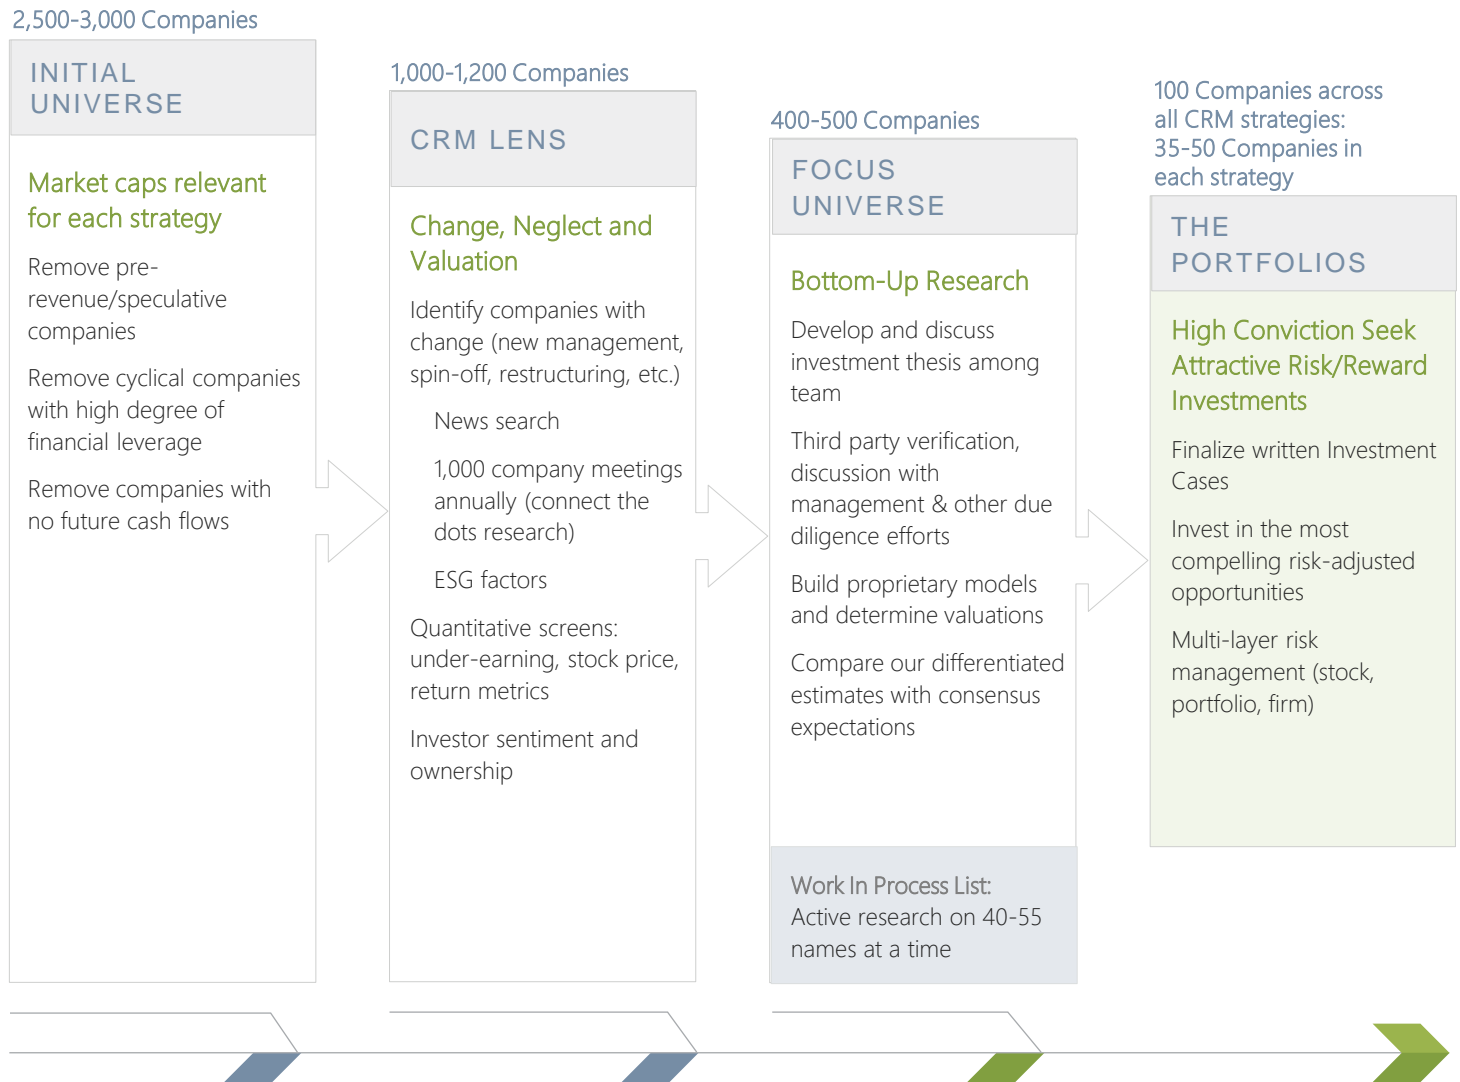 2,500-3,000 Companies
INITIAL
UNIVERSE
Market caps relevant
for each strategy
Remove pre-
revenue/speculative
companies
Remove cyclical companies
with high degree of
financial leverage
Remove companies with
no future cash flows
1,000-1,200 Companies
CRM LENS
Change, Neglect and
Valuation
Identify companies with
change (new management,
spin-off, restructuring, etc.)
News search
1,000 company meetings
annually (connect the
dots research)
ESG factors
Quantitative screens:
under-earning, stock price,
return metrics
Investor sentiment and
ownership
400-500 Companies
FOCUS
UNIVERSE
Bottom-Up Research
Develop and discuss
investment thesis among
team
Third party verification,
discussion with
management & other due
diligence efforts
Build proprietary models
and determine valuations
Compare our differentiated
estimates with consensus
expectations
Work In Process List:
Active research on 40-55
names at a time
100 Companies across
all CRM strategies:
35-50 Companies in
each strategy
THE
PORTFOLIOS
High Conviction Seek
Attractive Risk/Reward
Investments
Finalize written Investment
Cases
Invest in the most
compelling risk-adjusted
opportunities
Multi-layer risk
management (stock,
portfolio, firm)